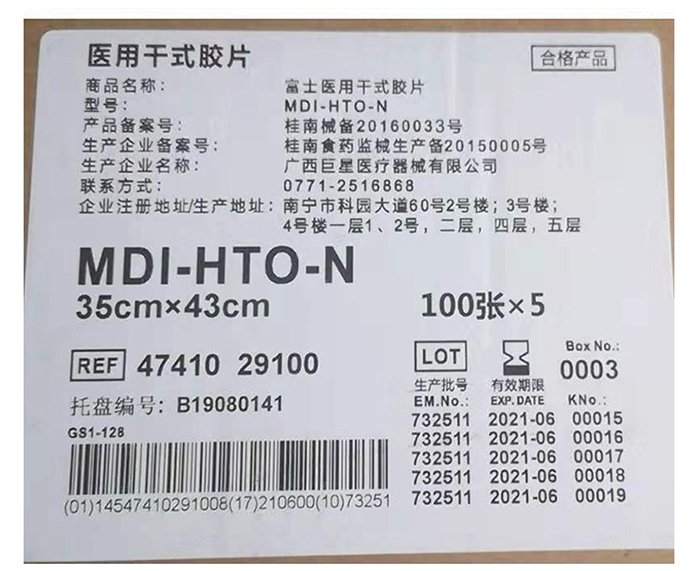 医用干式胶片
合格产品
商品名称: 富士医用干式胶片
型号: MDI-HTO-N
产品备案号: 桂南械备20160033号
生产企业备案号: 桂南食药监械生产备20150005号
生产企业名称: 广西巨星医疗器械有限公司
联系方式: 0771-2516868
企业注册地址/生产地址: 南宁市科园大道60号2号楼; 3号楼;
4号楼一层1、2号, 二层, 四层, 五层
MDI-HTO-N
35cm×43cm 100张×5
REF 47410 29100
托盘编号: B19080141
GS1-128
(01)14547410291008(17)210600(10)73251
LOT Box No.:
0003
生产批号 有效期限
EM.No.: EXP.DATE KNo.:
732511 2021-06 00015
732511 2021-06 00016
732511 2021-06 00017
732511 2021-06 00018
732511 2021-06 00019